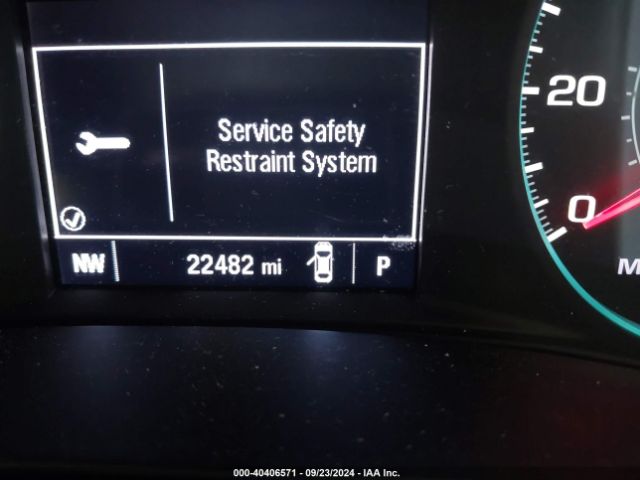 Service Safety
Restraint System
20
0
NW 22482 mi P
M
000-40406571 - 09/23/2024 - IAA Inc.